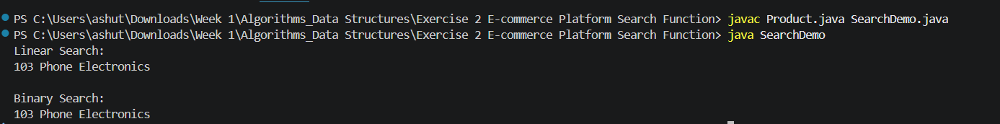 PS C:\Users\ashut\Downloads\Week 1\Algorithms_Data Structures\Exercise 2 E-commerce Platform Search Function> javac Product.java SearchDemo.java
PS C:\Users\ashut\Downloads\Week 1\Algorithms_Data Structures\Exercise 2 E-commerce Platform Search Function> java SearchDemo
Linear Search:
103 Phone Electronics
Binary Search:
103 Phone Electronics